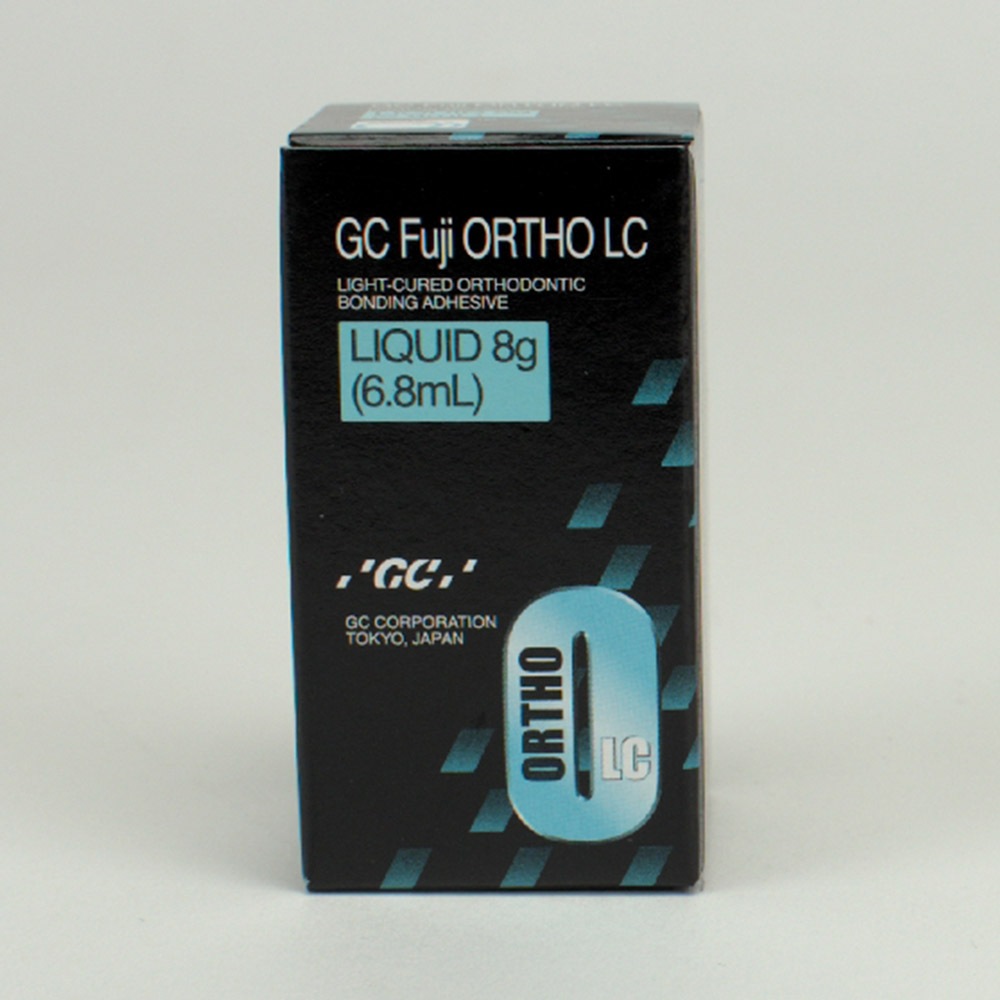 GC Fuji ORTHO LC
LIGHT-CURED ORTHODONTIC
BONDING ADHESIVE
LIQUID 8g
(6.8mL)
GC
GC CORPORATION
TOKYO, JAPAN
ORTHO
LC